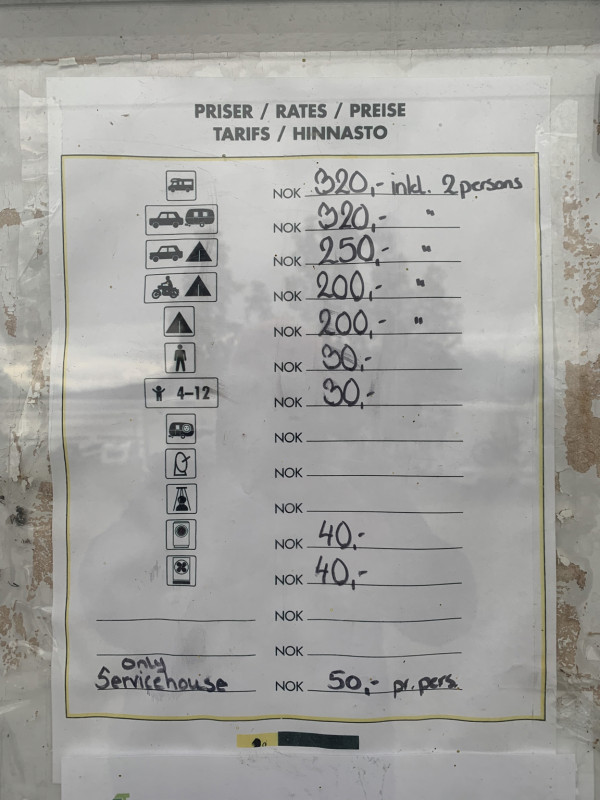 PRISER / RATES / PREISE
TARIFS / HINNASTO
NOK 320,- inkl. 2 persons
NOK 320,- "
NOK 250,- "
NOK 200,- "
NOK 200,- "
NOK 30,-
4–12 NOK 30,-
NOK
NOK
NOK
NOK 40,-
NOK 40,-
NOK
NOK
only
Servicehouse NOK 50,- pr. pers.